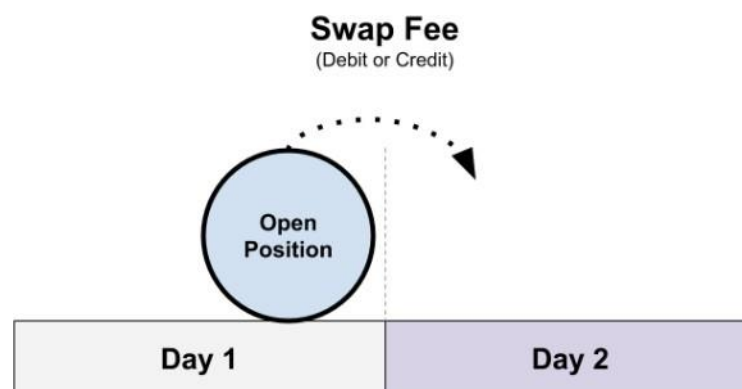 Swap Fee
(Debit or Credit)
Open
Position
Day 1
Day 2